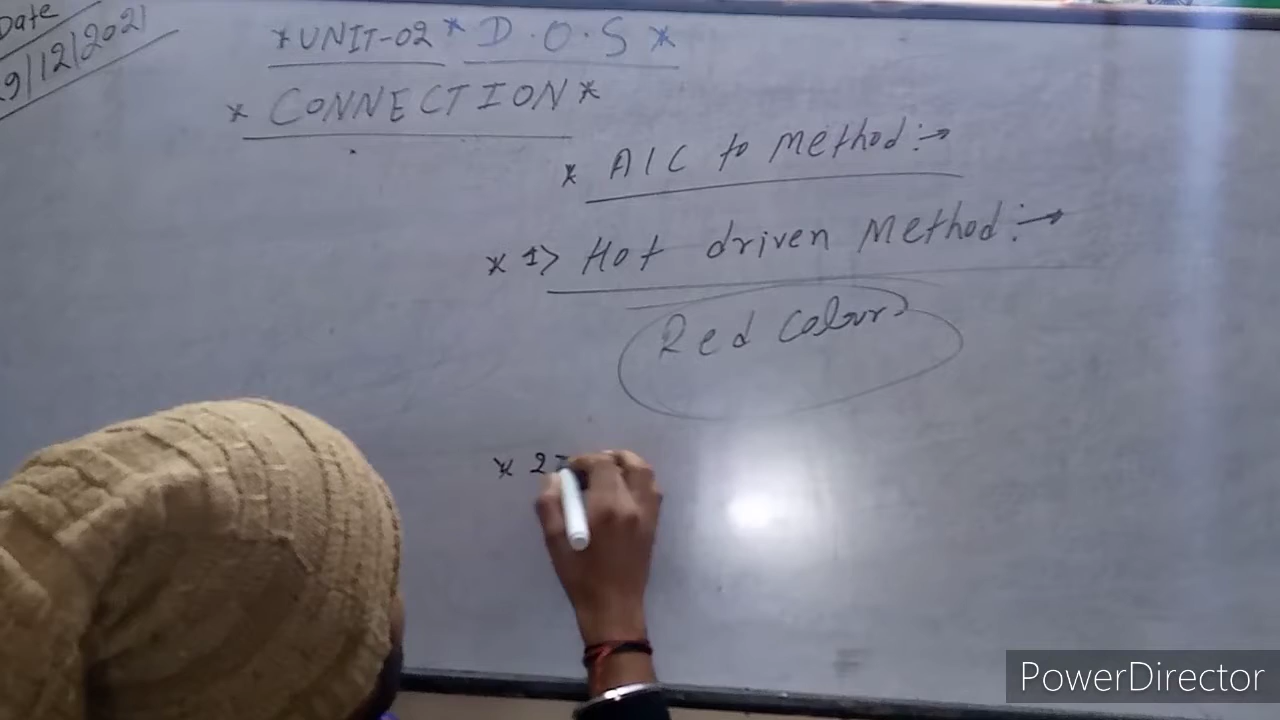 Date
9/12/2021
*UNIT-02 * D.O.S *
* CONNECTION *
* A/C to Method :→
* 1> Hot driven Method :→
Red Colour
* 2
PowerDirector